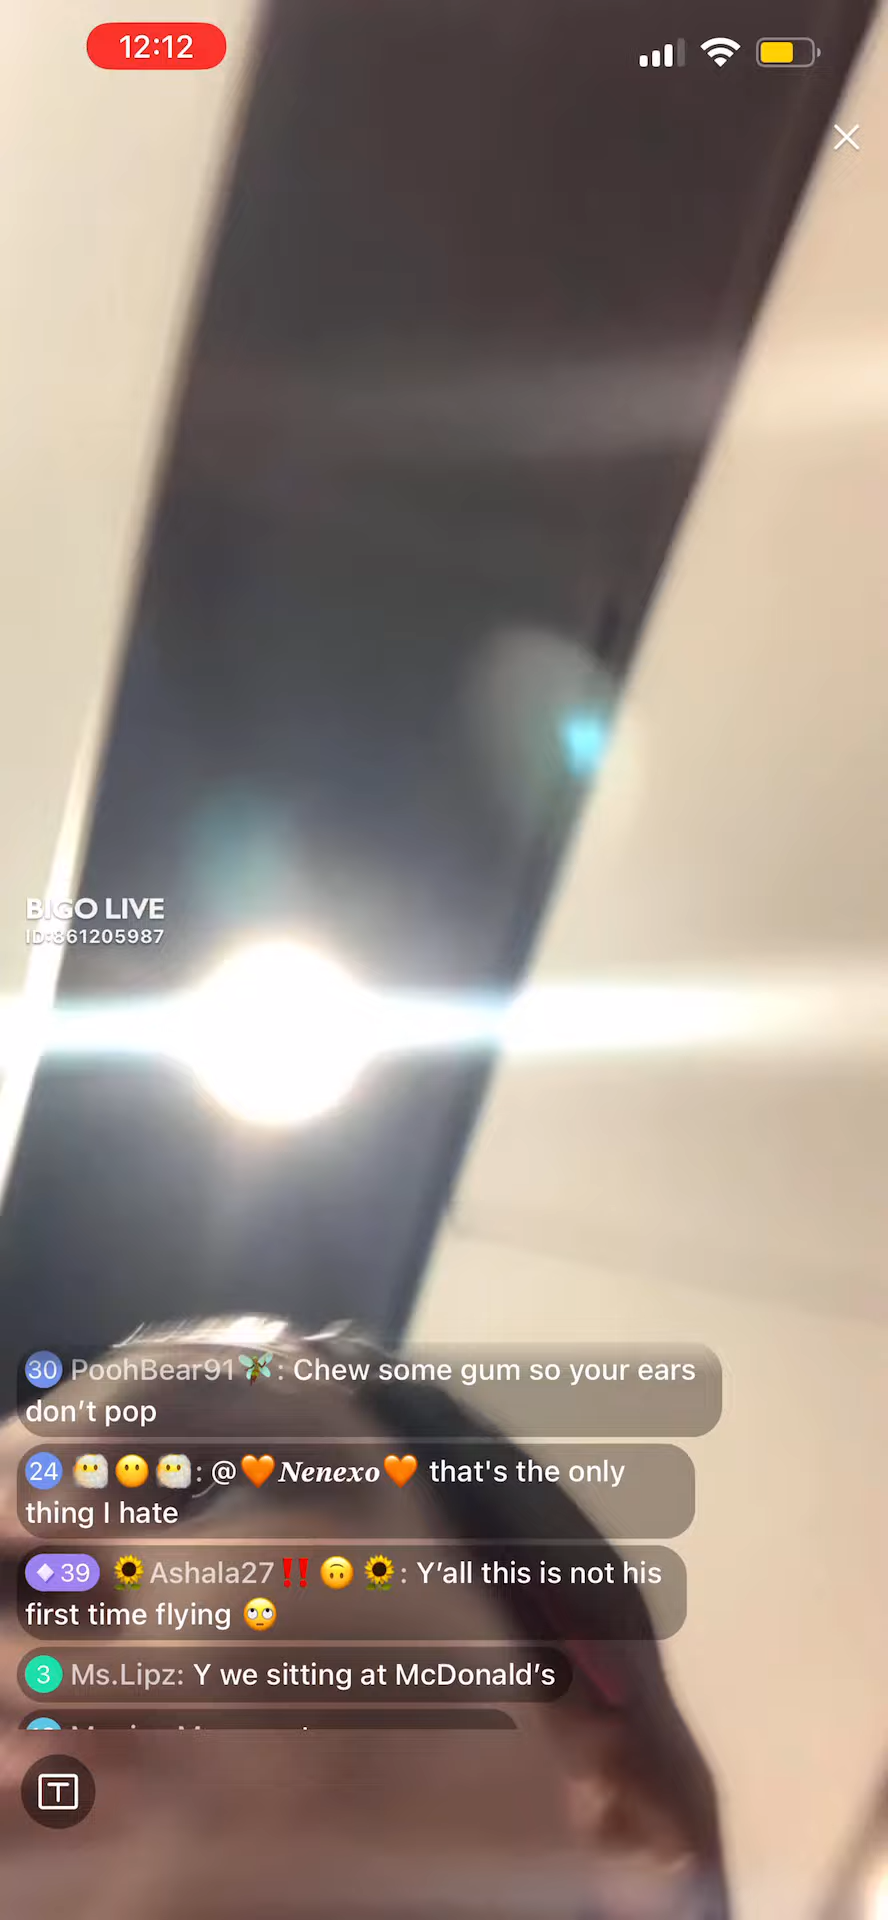 12:12
BIGO LIVE
ID:861205987
30 PoohBear91🪰: Chew some gum so your ears
don't pop
24 😶‍🌫️😶😶‍🌫️: @🧡𝑵𝒆𝒏𝒆𝒙𝒐🧡 that's the only
thing I hate
39 🌻Ashala27‼️🙃🌻: Y'all this is not his
first time flying 🙄
3 Ms.Lipz: Y we sitting at McDonald's
T